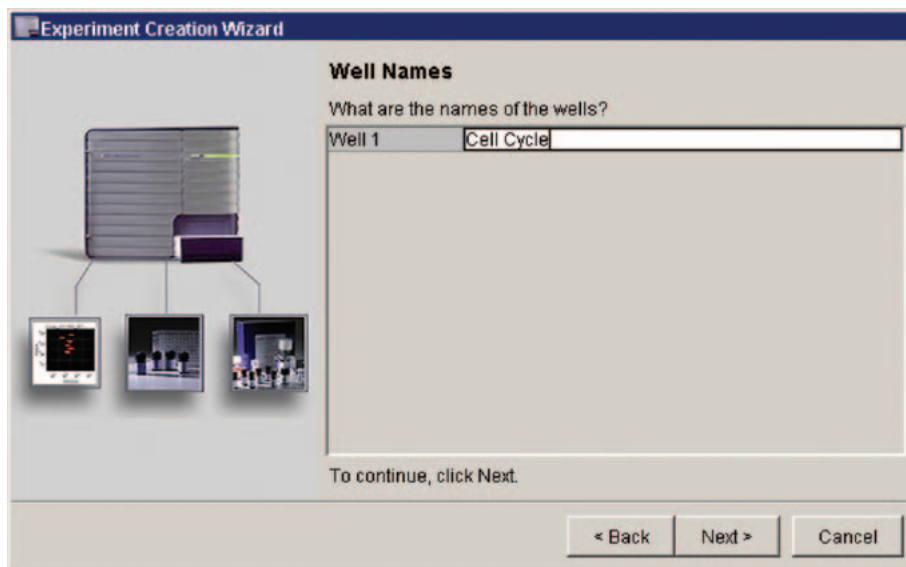 Experiment Creation Wizard
Well Names
What are the names of the wells?
Well 1 Cell Cycle
To continue, click Next.
< Back Next > Cancel